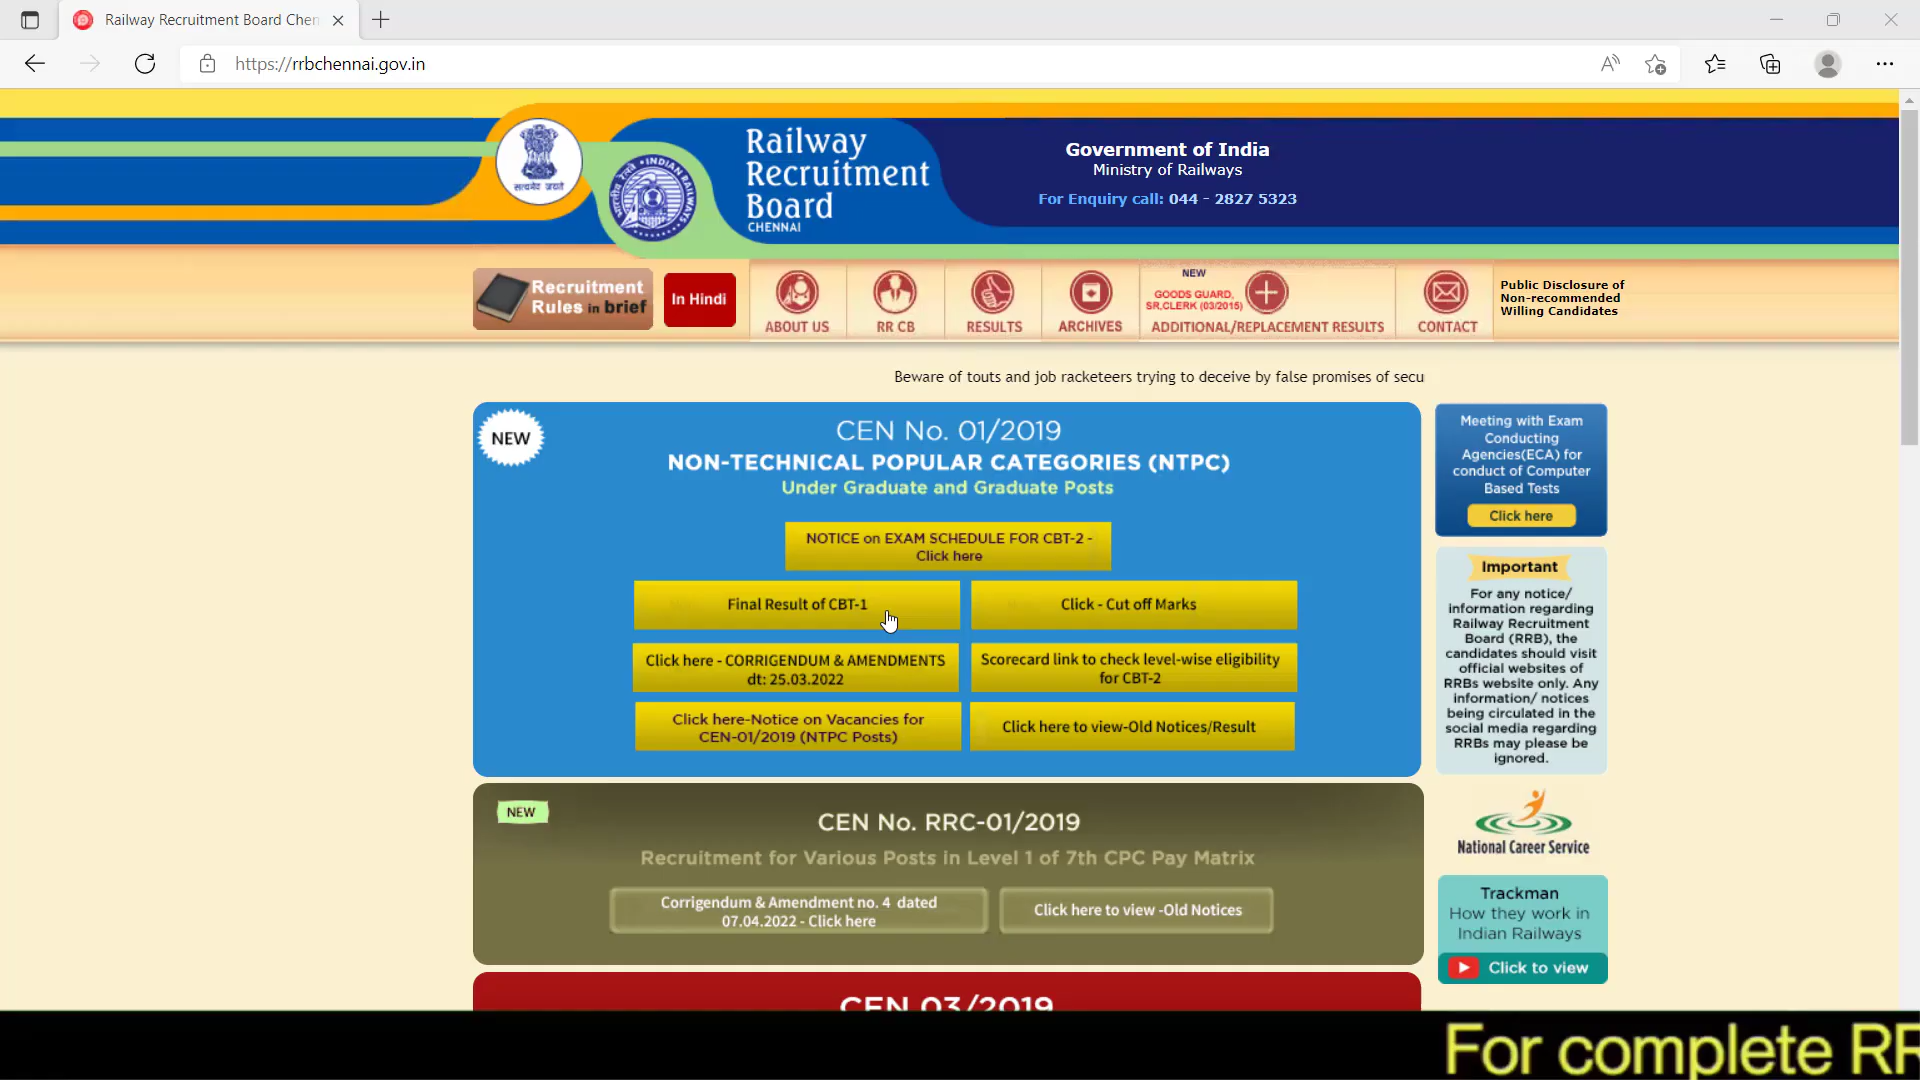 Railway Recruitment Board Chen
https://rrbchennai.gov.in
सत्यमेव जयते
INDIAN RAILWAYS
भारतीय रेल
Railway
Recruitment
Board
CHENNAI
Government of India
Ministry of Railways
For Enquiry call: 044 - 2827 5323
Recruitment
Rules in brief
In Hindi
ABOUT US
RR CB
RESULTS
ARCHIVES
NEW
GOODS GUARD,
SR,CLERK (03/2015)
ADDITIONAL/REPLACEMENT RESULTS
CONTACT
Public Disclosure of
Non-recommended
Willing Candidates
Beware of touts and job racketeers trying to deceive by false promises of secu
NEW
CEN No. 01/2019
NON-TECHNICAL POPULAR CATEGORIES (NTPC)
Under Graduate and Graduate Posts
NOTICE on EXAM SCHEDULE FOR CBT-2 -
Click here
Final Result of CBT-1
Click - Cut off Marks
Click here - CORRIGENDUM & AMENDMENTS
dt: 25.03.2022
Scorecard link to check level-wise eligibility
for CBT-2
Click here-Notice on Vacancies for
CEN-01/2019 (NTPC Posts)
Click here to view-Old Notices/Result
Meeting with Exam
Conducting
Agencies(ECA) for
conduct of Computer
Based Tests
Click here
Important
For any notice/
information regarding
Railway Recruitment
Board (RRB), the
candidates should visit
official websites of
RRBs website only. Any
information/ notices
being circulated in the
social media regarding
RRBs may please be
ignored.
NEW
CEN No. RRC-01/2019
Recruitment for Various Posts in Level 1 of 7th CPC Pay Matrix
Corrigendum & Amendment no. 4 dated
07.04.2022 - Click here
Click here to view -Old Notices
National Career Service
Trackman
How they work in
Indian Railways
Click to view
CEN 03/2019
For complete RR